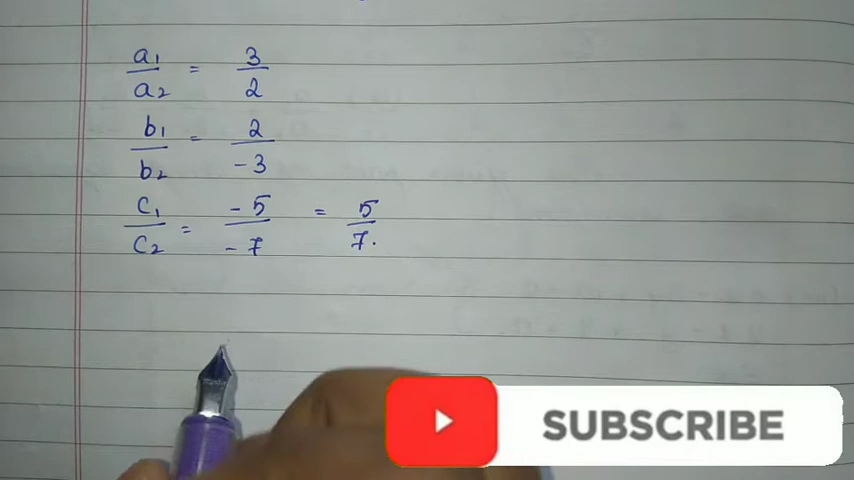 a1/a2 = 3/2
b1/b2 = 2/-3
c1/c2 = -5/-7 = 5/7.
SUBSCRIBE